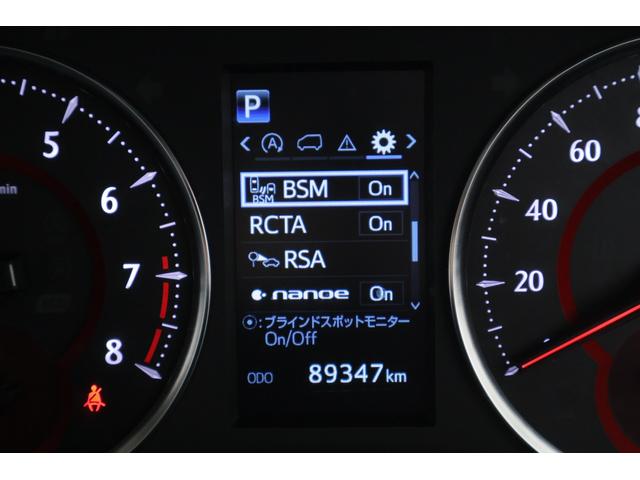 P
A
BSM
BSM On
RCTA On
RSA
nanoe On
:ブラインドスポットモニター
On/Off
ODO 89347 km
5
6
7
8
min
60
40
20